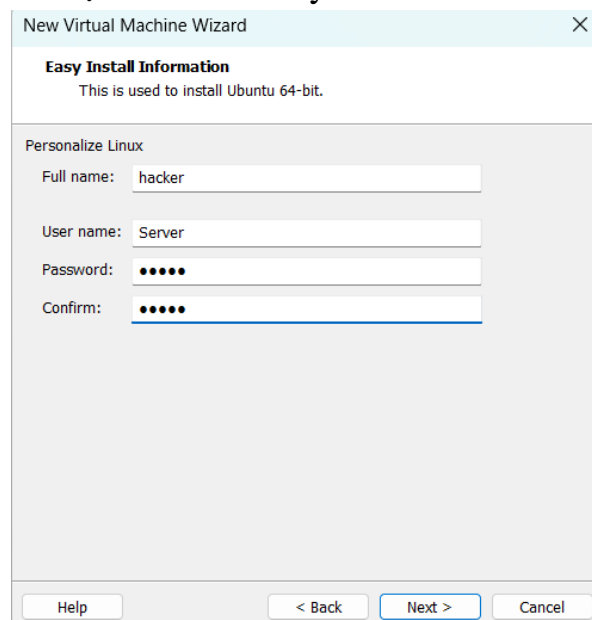 New Virtual Machine Wizard
Easy Install Information
This is used to install Ubuntu 64-bit.
Personalize Linux
Full name: hacker
User name: Server
Password: •••••
Confirm: •••••
Help < Back Next > Cancel